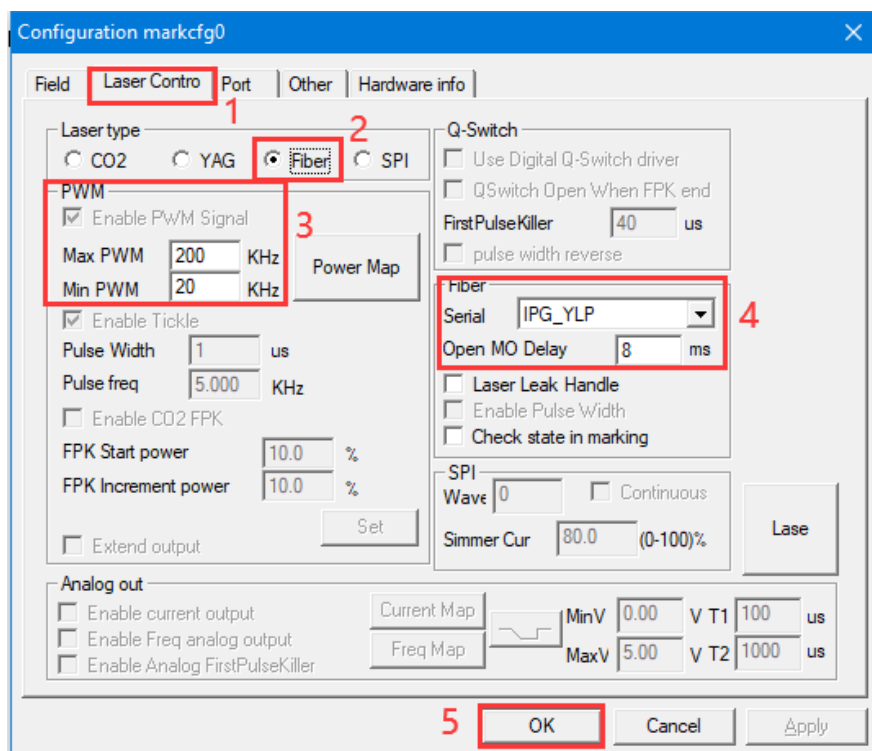 Configuration markcfg0
Field Laser Contro Port Other Hardware info
1
Laser type 2
CO2 YAG Fiber SPI
PWM
Enable PWM Signal 3
Max PWM 200 KHz
Min PWM 20 KHz
Power Map
Enable Tickle
Pulse Width 1 us
Pulse freq 5.000 KHz
Enable CO2 FPK
FPK Start power 10.0 %
FPK Increment power 10.0 %
Set
Extend output
Q-Switch
Use Digital Q-Switch driver
QSwitch Open When FPK end
FirstPulseKiller 40 us
pulse width reverse
Fiber
Serial IPG_YLP 4
Open MO Delay 8 ms
Laser Leak Handle
Enable Pulse Width
Check state in marking
SPI
Wave 0 Continuous
Simmer Cur 80.0 (0-100)%
Lase
Analog out
Enable current output
Enable Freq analog output
Enable Analog FirstPulseKiller
Current Map
Freq Map
MinV 0.00 V T1 100 us
MaxV 5.00 V T2 1000 us
5 OK Cancel Apply